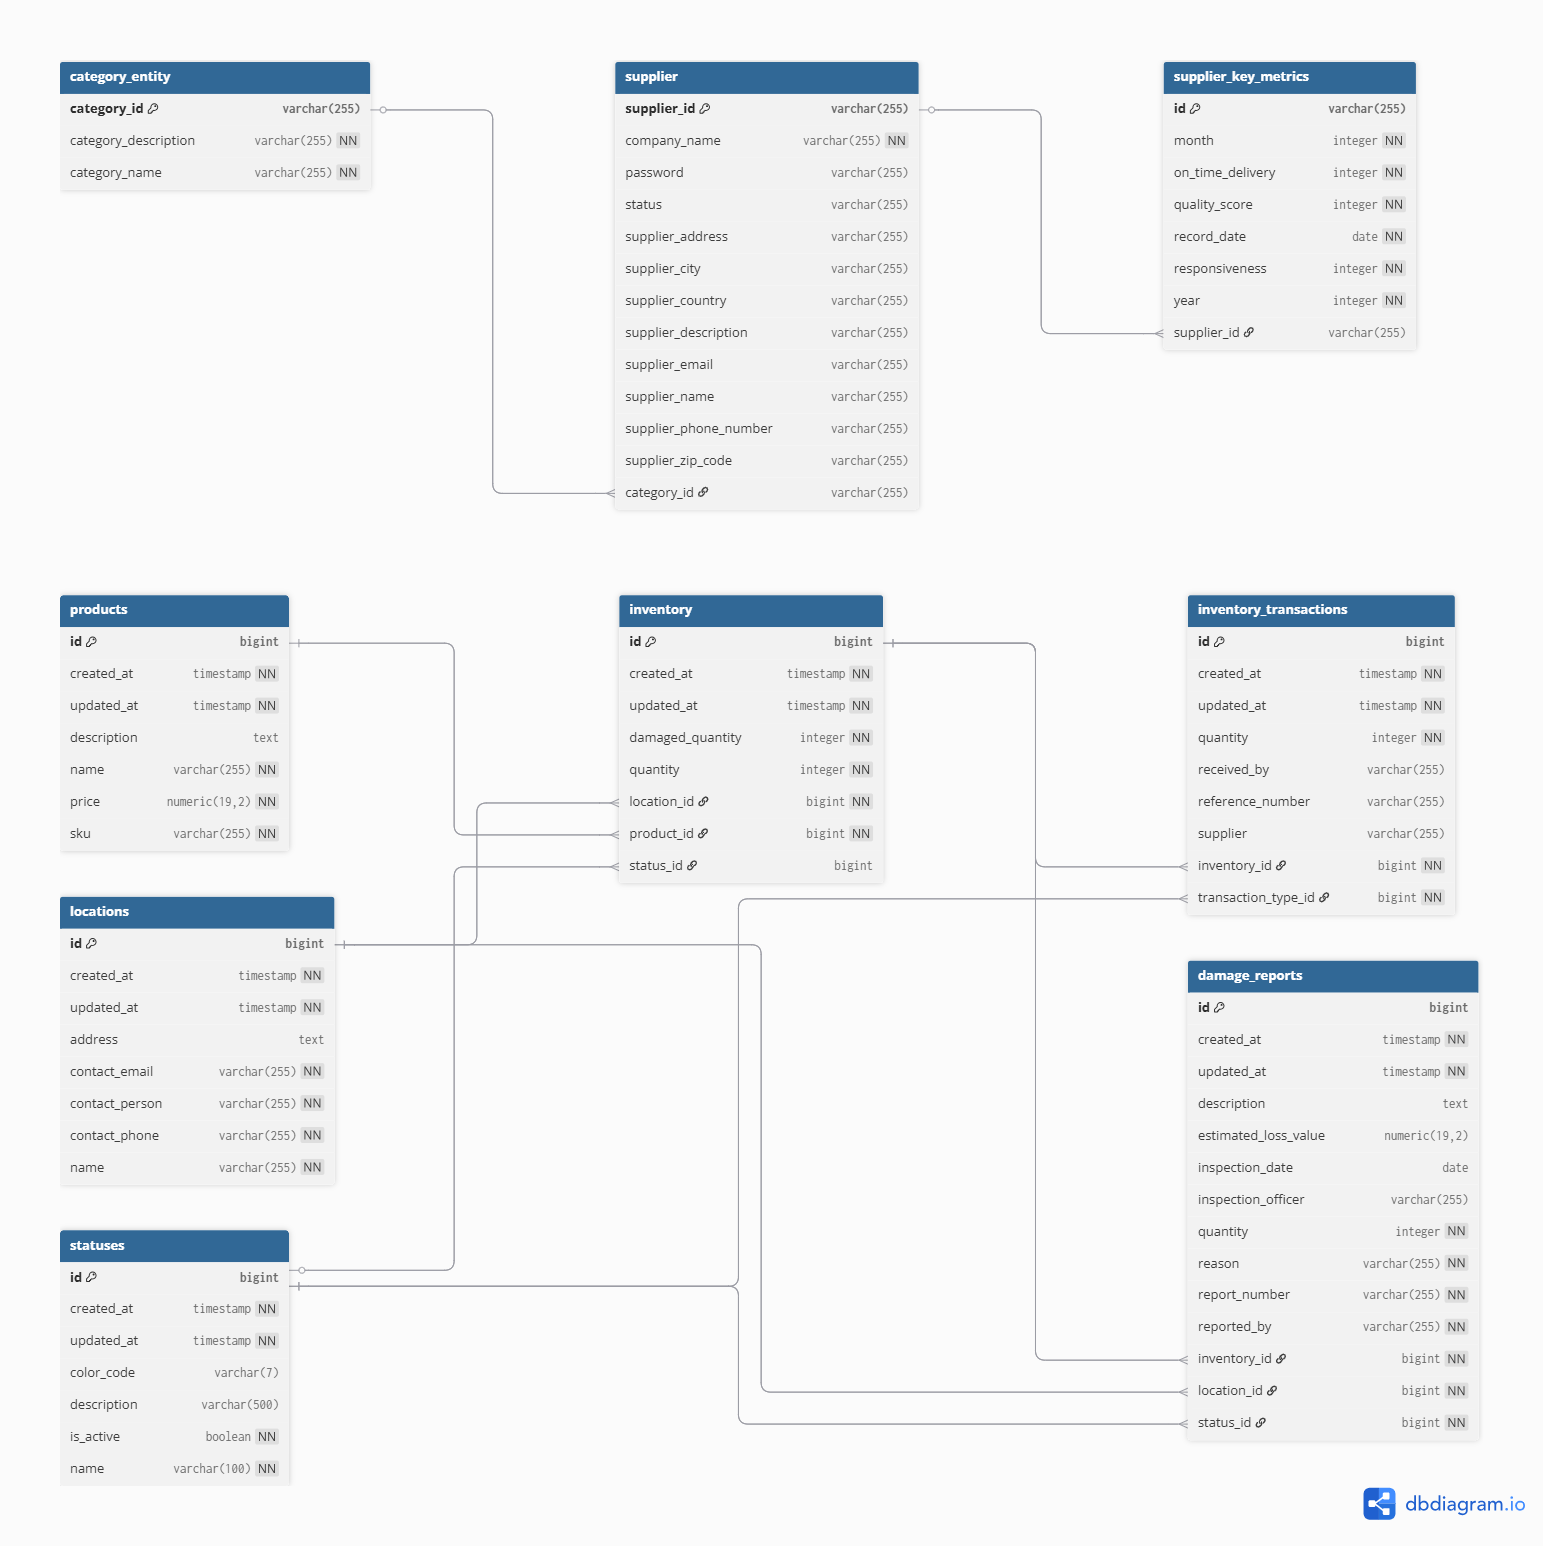 category_entity
category_id varchar(255)
category_description varchar(255) NN
category_name varchar(255) NN
supplier
supplier_id varchar(255)
company_name varchar(255) NN
password varchar(255)
status varchar(255)
supplier_address varchar(255)
supplier_city varchar(255)
supplier_country varchar(255)
supplier_description varchar(255)
supplier_email varchar(255)
supplier_name varchar(255)
supplier_phone_number varchar(255)
supplier_zip_code varchar(255)
category_id varchar(255)
supplier_key_metrics
id varchar(255)
month integer NN
on_time_delivery integer NN
quality_score integer NN
record_date date NN
responsiveness integer NN
year integer NN
supplier_id varchar(255)
products
id bigint
created_at timestamp NN
updated_at timestamp NN
description text
name varchar(255) NN
price numeric(19,2) NN
sku varchar(255) NN
inventory
id bigint
created_at timestamp NN
updated_at timestamp NN
damaged_quantity integer NN
quantity integer NN
location_id bigint NN
product_id bigint NN
status_id bigint
inventory_transactions
id bigint
created_at timestamp NN
updated_at timestamp NN
quantity integer NN
received_by varchar(255)
reference_number varchar(255)
supplier varchar(255)
inventory_id bigint NN
transaction_type_id bigint NN
locations
id bigint
created_at timestamp NN
updated_at timestamp NN
address text
contact_email varchar(255) NN
contact_person varchar(255) NN
contact_phone varchar(255) NN
name varchar(255) NN
damage_reports
id bigint
created_at timestamp NN
updated_at timestamp NN
description text
estimated_loss_value numeric(19,2)
inspection_date date
inspection_officer varchar(255)
quantity integer NN
reason varchar(255) NN
report_number varchar(255) NN
reported_by varchar(255) NN
inventory_id bigint NN
location_id bigint NN
status_id bigint NN
statuses
id bigint
created_at timestamp NN
updated_at timestamp NN
color_code varchar(7)
description varchar(500)
is_active boolean NN
name varchar(100) NN
dbdiagram.io